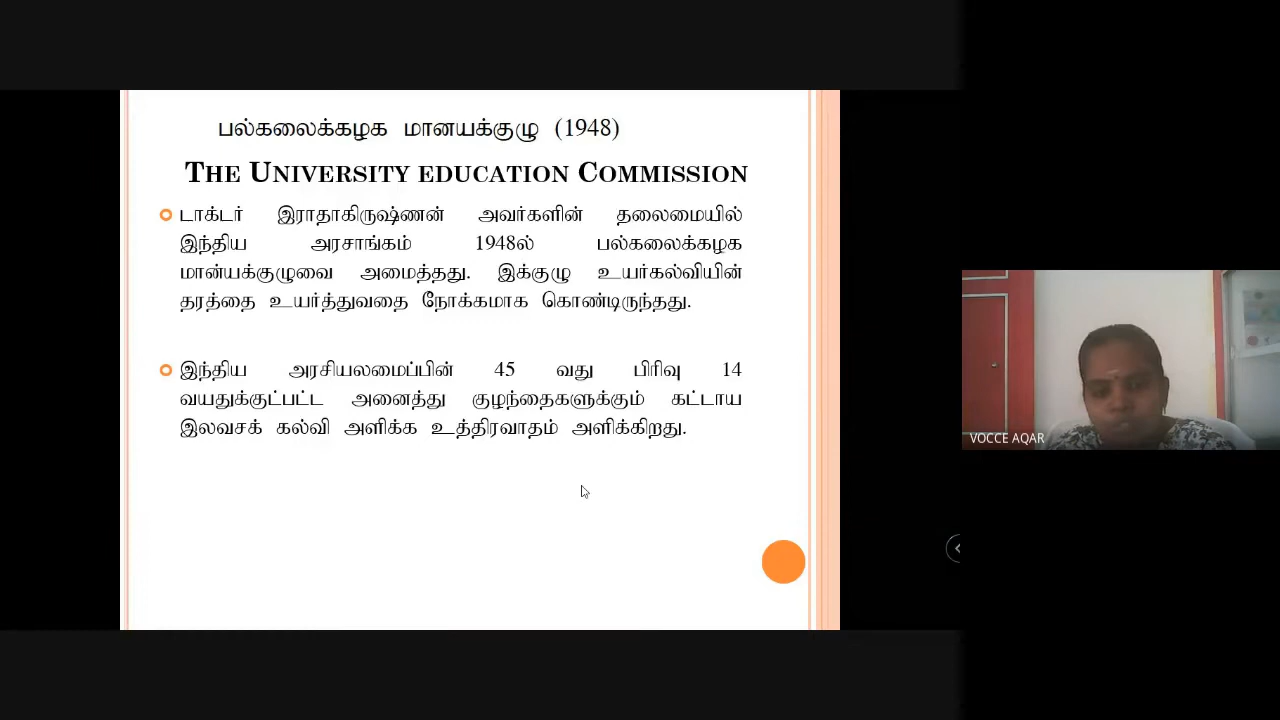 பல்கலைக்கழக மானயக்குழு (1948)
THE UNIVERSITY EDUCATION COMMISSION
டாக்டர் இராதாகிருஷ்ணன் அவர்களின் தலைமையில்
இந்திய அரசாங்கம் 1948ல் பல்கலைக்கழக
மான்யக்குழுவை அமைத்தது. இக்குழு உயர்கல்வியின்
தரத்தை உயர்த்துவதை நோக்கமாக கொண்டிருந்தது.
இந்திய அரசியலமைப்பின் 45 வது பிரிவு 14
வயதுக்குட்பட்ட அனைத்து குழந்தைகளுக்கும் கட்டாய
இலவசக் கல்வி அளிக்க உத்திரவாதம் அளிக்கிறது.
VOCCE AQAR